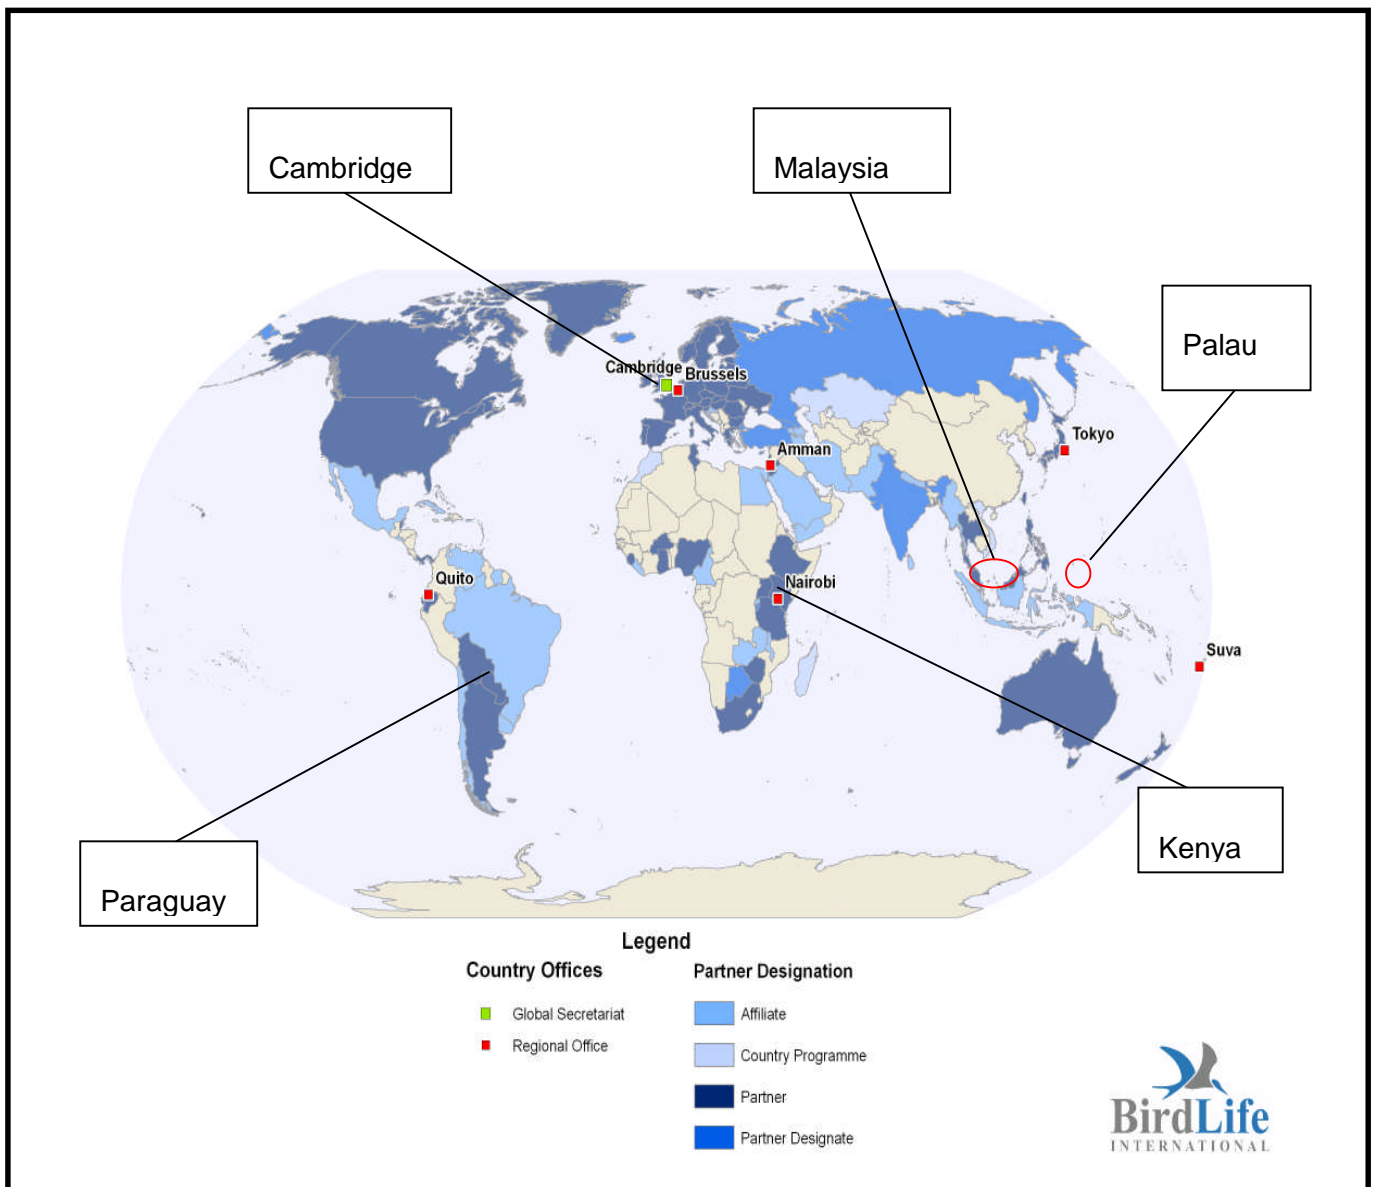 Cambridge
Malaysia
Palau
Cambridge
Brussels
Tokyo
Amman
Quito
Nairobi
Suva
Kenya
Paraguay
Legend
Country Offices
Global Secretariat
Regional Office
Partner Designation
Affiliate
Country Programme
Partner
Partner Designate
BirdLife
INTERNATIONAL